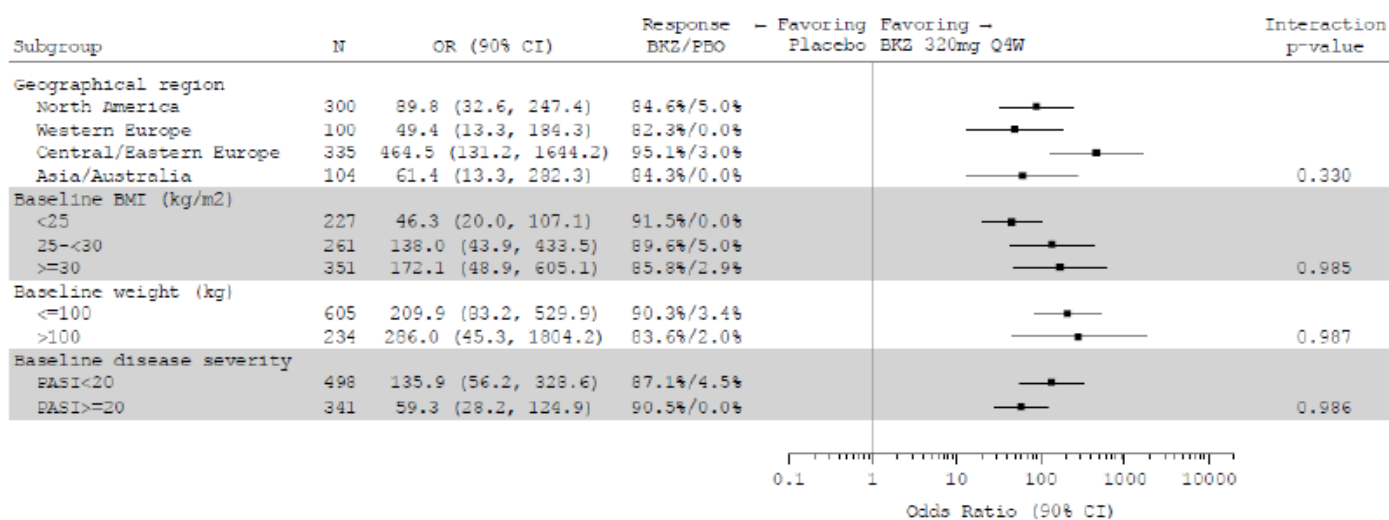 Response ← Favoring Favoring → Interaction
Subgroup N OR (90% CI) BKZ/PBO Placebo BKZ 320mg Q4W p-value
Geographical region
North America 300 89.8 (32.6, 247.4) 84.6%/5.0%
Western Europe 100 49.4 (13.3, 184.3) 82.3%/0.0%
Central/Eastern Europe 335 464.5 (131.2, 1644.2) 95.1%/3.0%
Asia/Australia 104 61.4 (13.3, 282.3) 84.3%/0.0% 0.330
Baseline BMI (kg/m2)
<25 227 46.3 (20.0, 107.1) 91.5%/0.0%
25-<30 261 138.0 (43.9, 433.5) 89.6%/5.0%
>=30 351 172.1 (48.9, 605.1) 85.8%/2.9% 0.985
Baseline weight (kg)
<=100 605 209.9 (83.2, 529.9) 90.3%/3.4%
>100 234 286.0 (45.3, 1804.2) 83.6%/2.0% 0.987
Baseline disease severity
PASI<20 498 135.9 (56.2, 328.6) 87.1%/4.5%
PASI>=20 341 59.3 (28.2, 124.9) 90.5%/0.0% 0.986
0.1 1 10 100 1000 10000
Odds Ratio (90% CI)